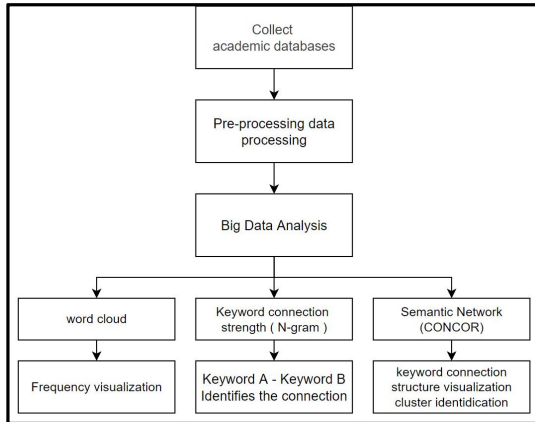 Collect
academic databases
Pre-processing data
processing
Big Data Analysis
word cloud
Keyword connection
strength ( N-gram )
Semantic Network
(CONCOR)
Frequency visualization
Keyword A - Keyword B
Identifies the connection
keyword connection
structure visualization
cluster identidication